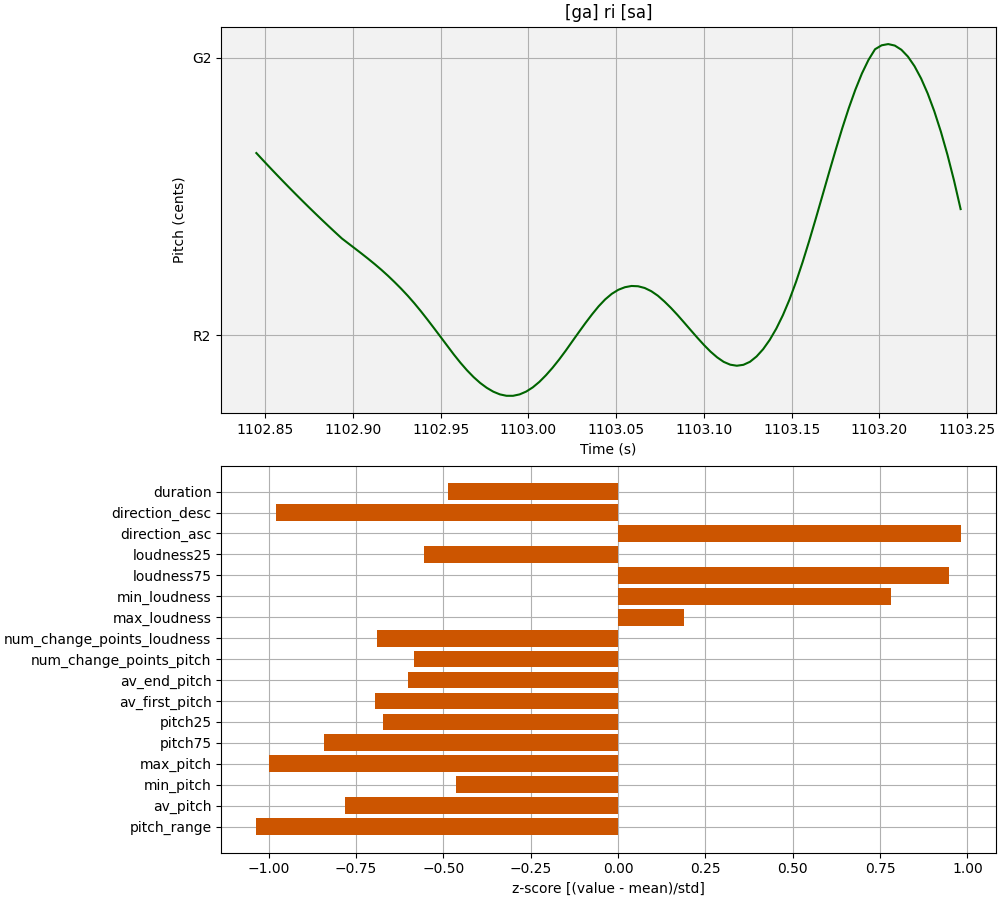 [ga] ri [sa]
G2
R2
Pitch (cents)
1102.85 1102.90 1102.95 1103.00 1103.05 1103.10 1103.15 1103.20 1103.25
Time (s)
duration
direction_desc
direction_asc
loudness25
loudness75
min_loudness
max_loudness
num_change_points_loudness
num_change_points_pitch
av_end_pitch
av_first_pitch
pitch25
pitch75
max_pitch
min_pitch
av_pitch
pitch_range
−1.00 −0.75 −0.50 −0.25 0.00 0.25 0.50 0.75 1.00
z-score [(value - mean)/std]